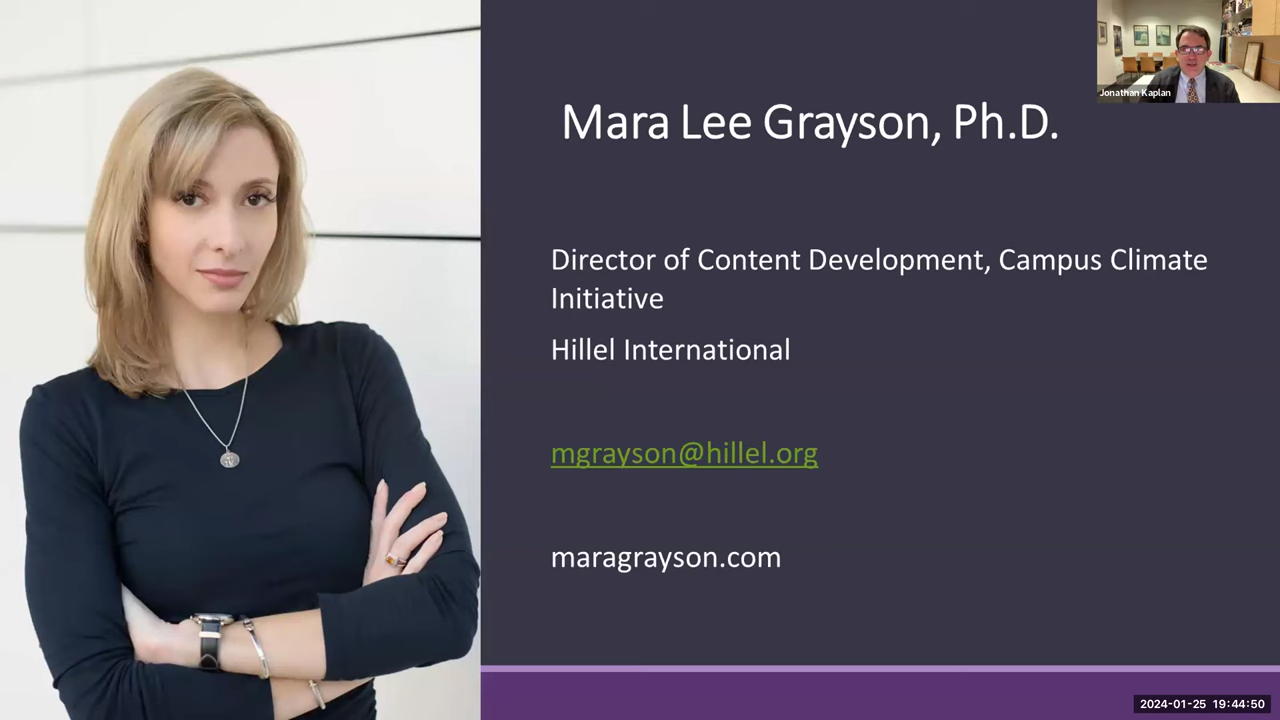 Jonathan Kaplan
Mara Lee Grayson, Ph.D.
Director of Content Development, Campus Climate
Initiative
Hillel International
mgrayson@hillel.org
maragrayson.com
2024-01-25 19:44:50